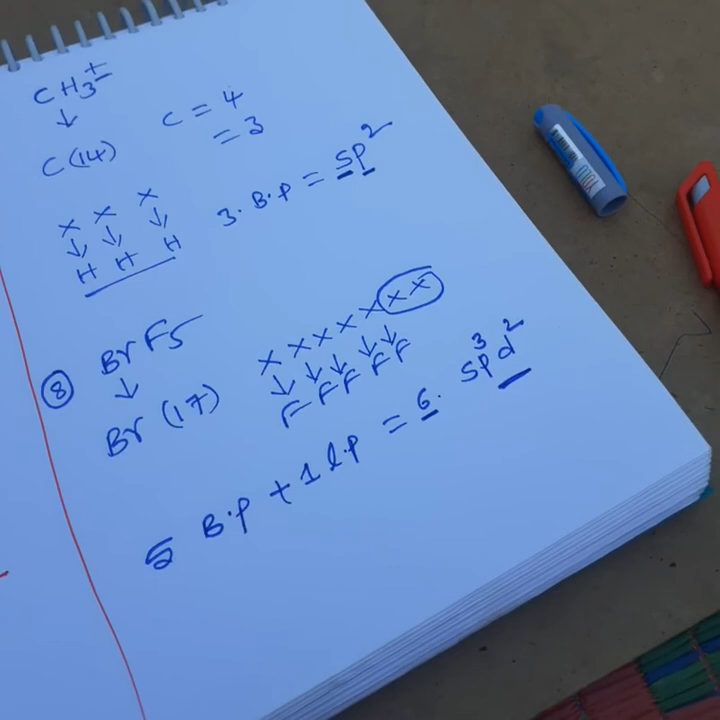 CH3+
↓
C(14)
C = 4
= 3
x x x
↓ ↓ ↓
H H H
3. B.P = sp²
8 BrF5
↓
Br (17)
x x x x x x x
↓ ↓ ↓ ↓ ↓
F F F F F
5 B.P + 1 l.P = 6. sp³d²